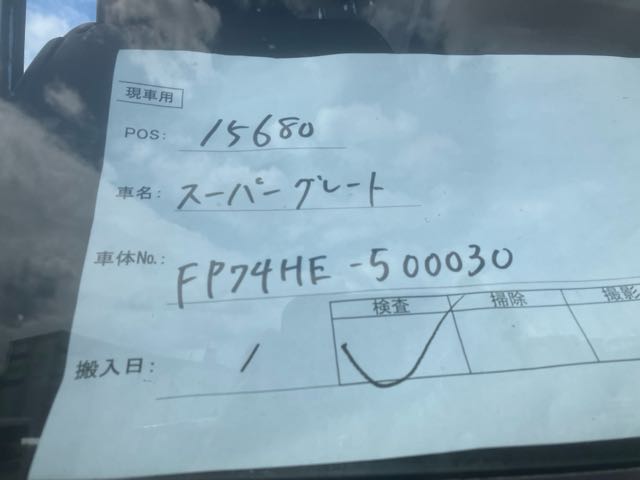 現車用
POS: 15680
車名: スーパーグレート
車体No.: FP74HE-500030
検査 掃除 撮影
搬入日: /